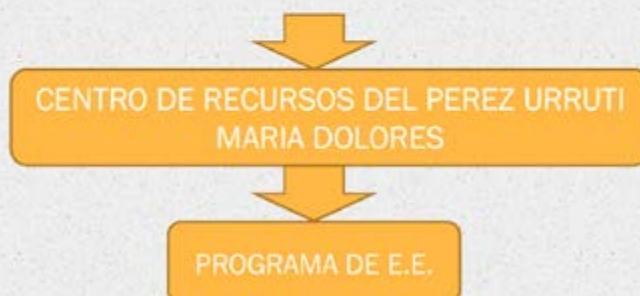 CENTRO DE RECURSOS DEL PEREZ URRUTI
MARIA DOLORES
PROGRAMA DE E.E.